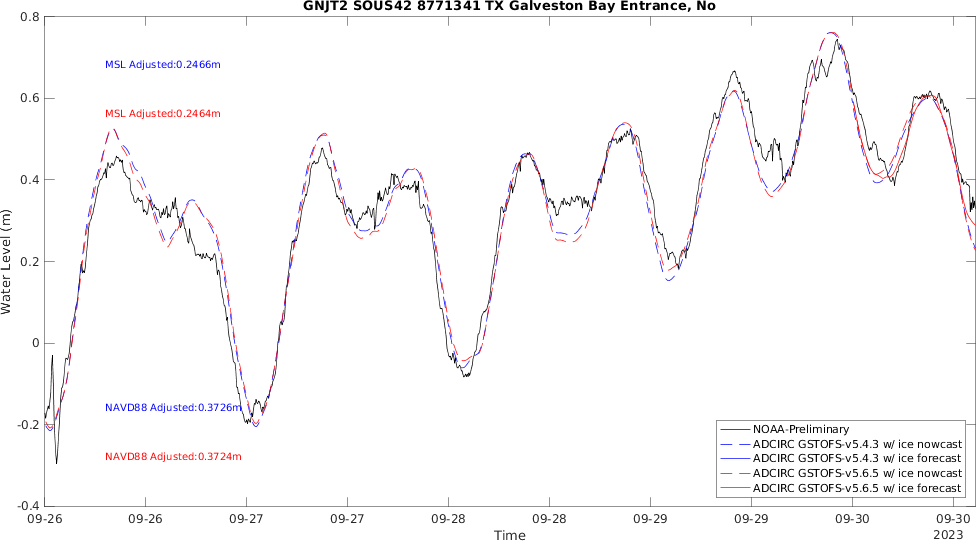 GNJT2 SOUS42 8771341 TX Galveston Bay Entrance, No
0.8
0.6
0.4
0.2
0
-0.2
-0.4
Water Level (m)
MSL Adjusted:0.2466m
MSL Adjusted:0.2464m
NAVD88 Adjusted:0.3726m
NAVD88 Adjusted:0.3724m
NOAA-Preliminary
ADCIRC GSTOFS-v5.4.3 w/ ice nowcast
ADCIRC GSTOFS-v5.4.3 w/ ice forecast
ADCIRC GSTOFS-v5.6.5 w/ ice nowcast
ADCIRC GSTOFS-v5.6.5 w/ ice forecast
09-26 09-26 09-27 09-27 09-28 09-28 09-29 09-29 09-30 09-30
Time
2023